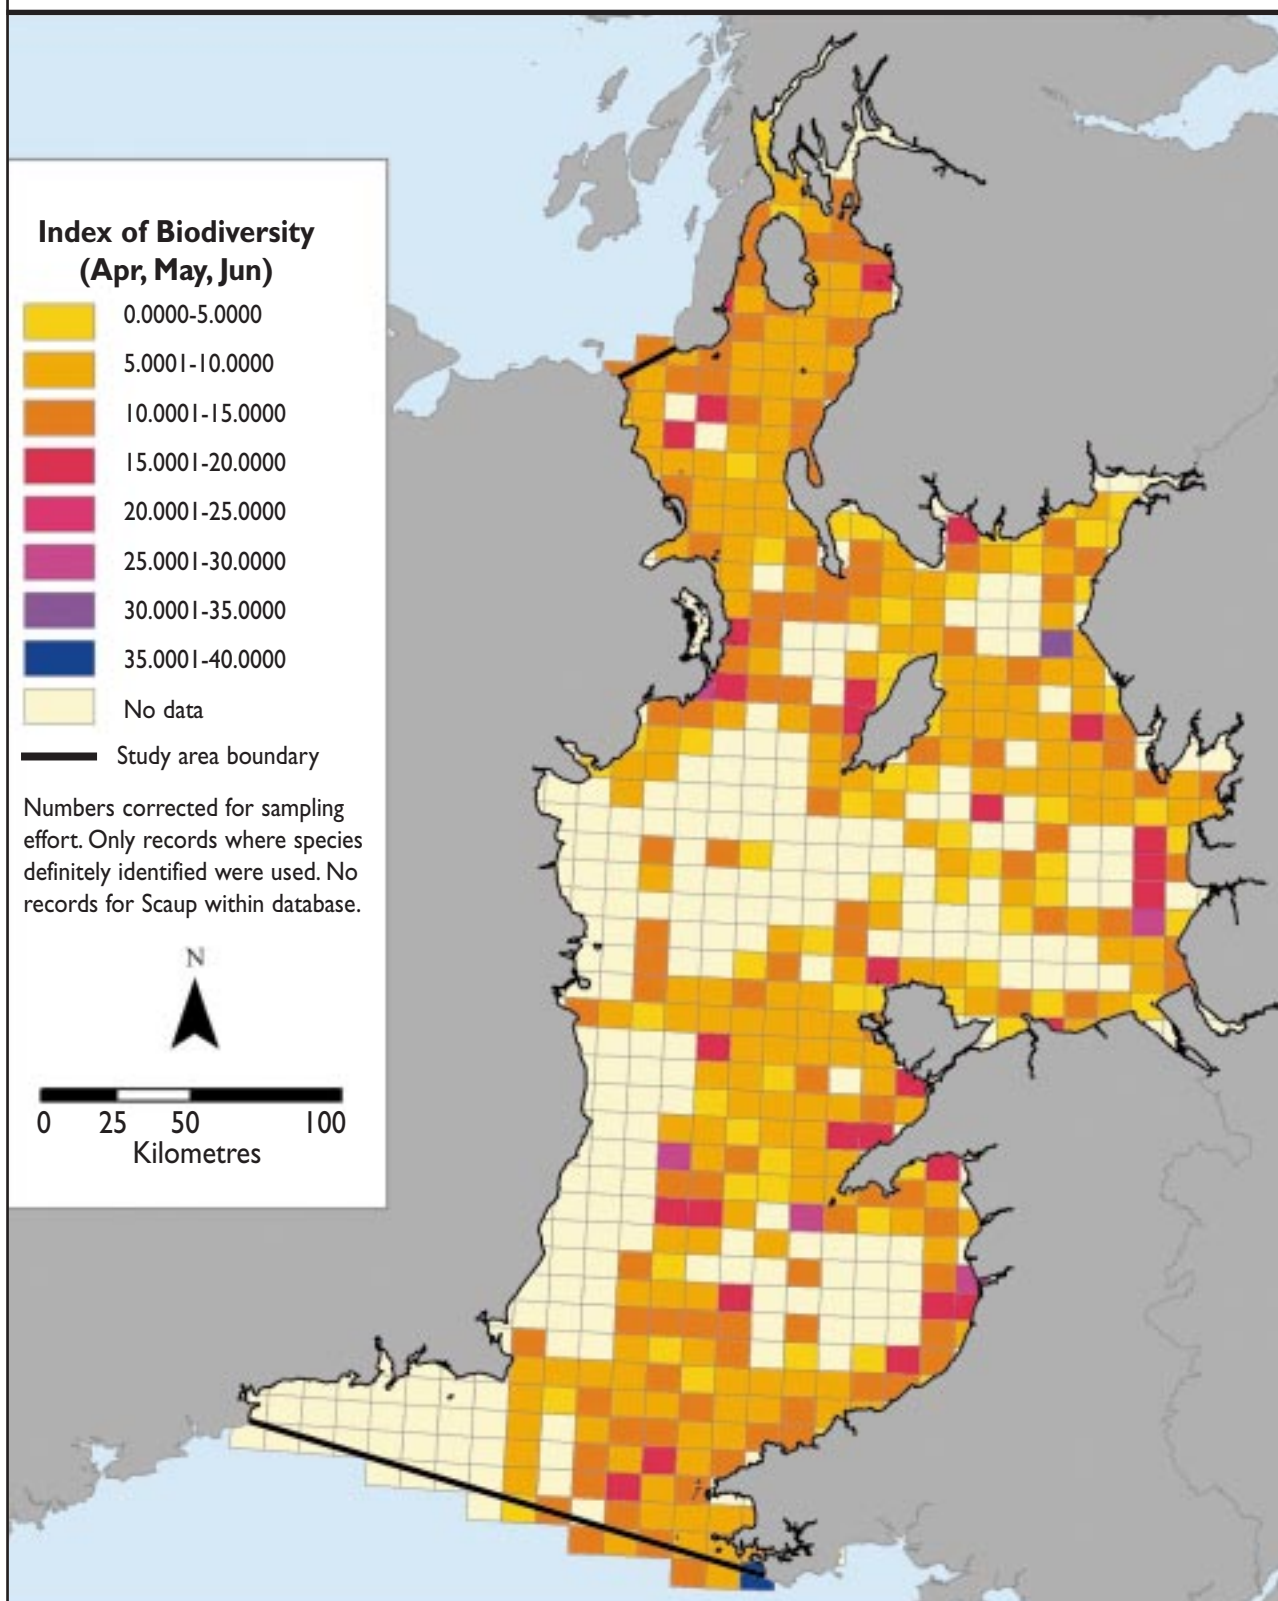 Index of Biodiversity
(Apr, May, Jun)
0.0000-5.0000
5.0001-10.0000
10.0001-15.0000
15.0001-20.0000
20.0001-25.0000
25.0001-30.0000
30.0001-35.0000
35.0001-40.0000
No data
Study area boundary
Numbers corrected for sampling
effort. Only records where species
definitely identified were used. No
records for Scaup within database.
N
0 25 50 100
Kilometres